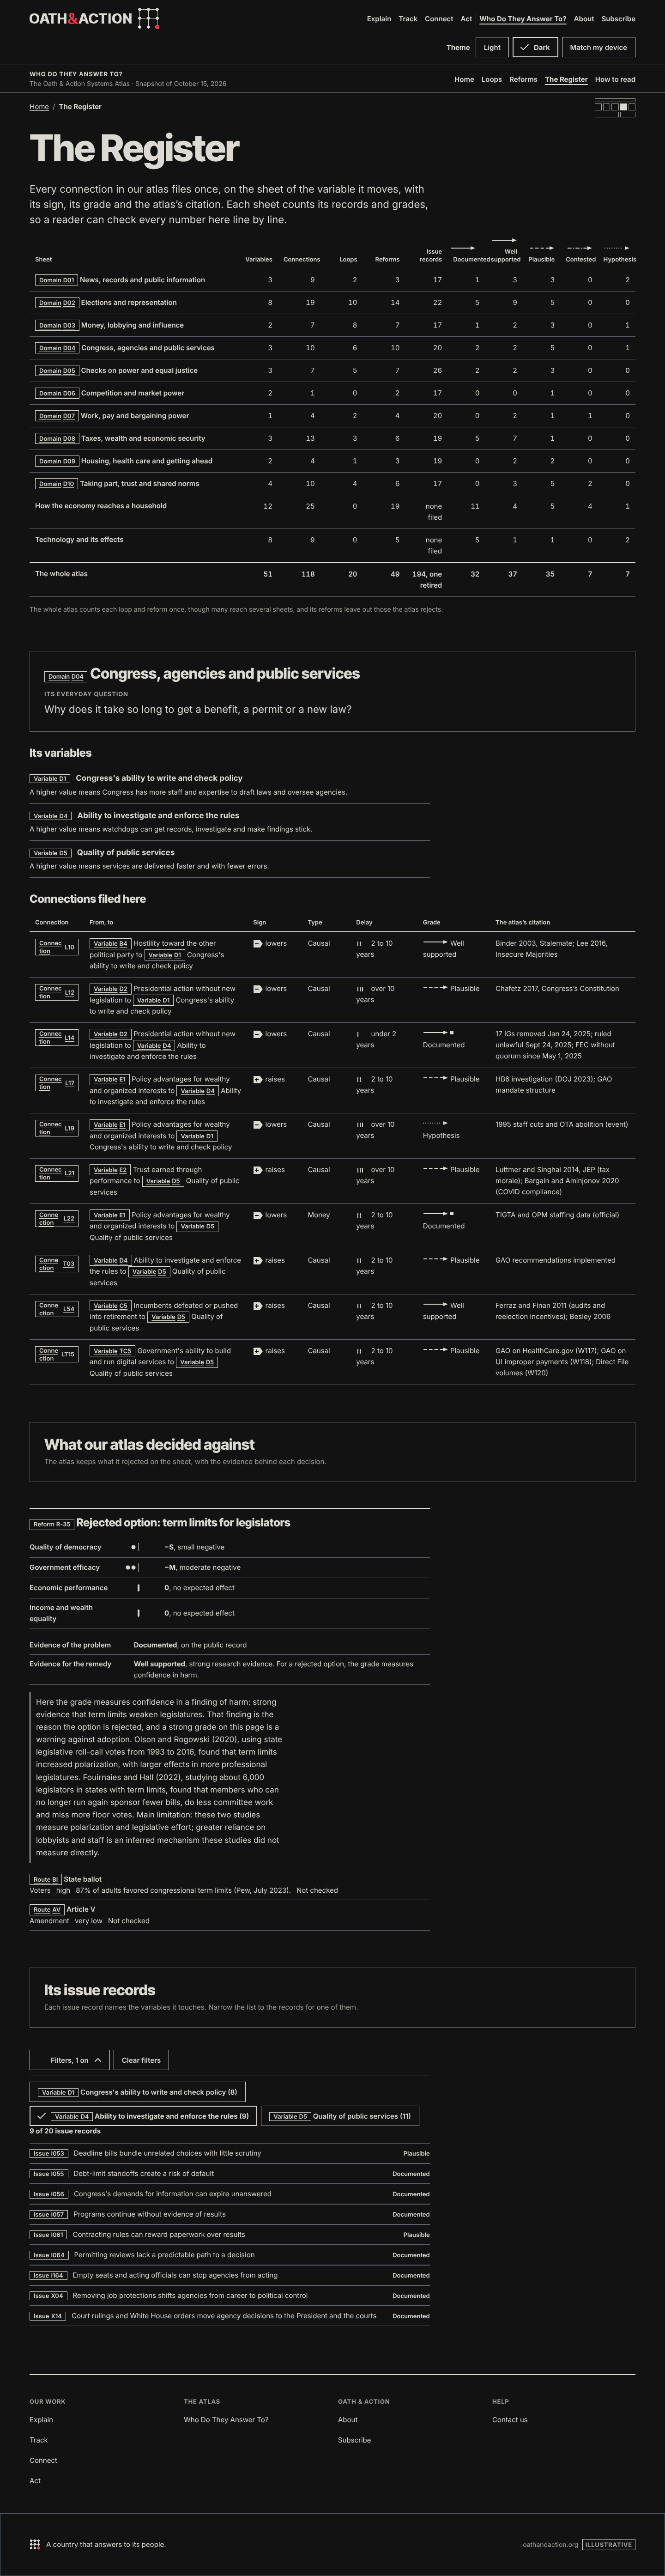 OATH&ACTION
Explain Track Connect Act Who Do They Answer To? About Subscribe
Theme Light Dark Match my device
WHO DO THEY ANSWER TO?
The Oath & Action Systems Atlas · Snapshot of October 15, 2026
Home Loops Reforms The Register How to read
Home / The Register
The Register
Every connection in our atlas files once, on the sheet of the variable it moves, with
its sign, its grade and the atlas's citation. Each sheet counts its records and grades,
so a reader can check every number here line by line.
Sheet Variables Connections Loops Reforms Issue records Documented Well supported Plausible Contested Hypothesis
Domain D01 News, records and public information 3 9 2 3 17 1 3 3 0 2
Domain D02 Elections and representation 8 19 10 14 22 5 9 5 0 0
Domain D03 Money, lobbying and influence 2 7 8 7 17 1 2 3 0 1
Domain D04 Congress, agencies and public services 3 10 6 10 20 2 2 5 0 1
Domain D05 Checks on power and equal justice 3 7 5 7 26 2 2 3 0 0
Domain D06 Competition and market power 2 1 0 2 17 0 0 1 0 0
Domain D07 Work, pay and bargaining power 1 4 2 4 20 0 2 1 1 0
Domain D08 Taxes, wealth and economic security 3 13 3 6 19 5 7 1 0 0
Domain D09 Housing, health care and getting ahead 2 4 1 3 19 0 2 2 0 0
Domain D10 Taking part, trust and shared norms 4 10 4 6 17 0 3 5 2 0
How the economy reaches a household 12 25 0 19 none filed 11 4 5 4 1
Technology and its effects 8 9 0 5 none filed 5 1 1 0 2
The whole atlas 51 118 20 49 194, one retired 32 37 35 7 7
The whole atlas counts each loop and reform once, though many reach several sheets, and its reforms leave out those the atlas rejects.
Domain D04 Congress, agencies and public services
ITS EVERYDAY QUESTION
Why does it take so long to get a benefit, a permit or a new law?
Its variables
Variable D1 Congress's ability to write and check policy
A higher value means Congress has more staff and expertise to draft laws and oversee agencies.
Variable D4 Ability to investigate and enforce the rules
A higher value means watchdogs can get records, investigate and make findings stick.
Variable D5 Quality of public services
A higher value means services are delivered faster and with fewer errors.
Connections filed here
Connection From, to Sign Type Delay Grade The atlas's citation
Connection L10 Variable B4 Hostility toward the other political party to Variable D1 Congress's ability to write and check policy lowers Causal 2 to 10 years Well supported Binder 2003, Stalemate; Lee 2016, Insecure Majorities
Connection L12 Variable D2 Presidential action without new legislation to Variable D1 Congress's ability to write and check policy lowers Causal over 10 years Plausible Chafetz 2017, Congress's Constitution
Connection L14 Variable D2 Presidential action without new legislation to Variable D4 Ability to investigate and enforce the rules lowers Causal under 2 years Documented 17 IGs removed Jan 24, 2025; ruled unlawful Sept 24, 2025; FEC without quorum since May 1, 2025
Connection L17 Variable E1 Policy advantages for wealthy and organized interests to Variable D4 Ability to investigate and enforce the rules raises Causal 2 to 10 years Plausible HB6 investigation (DOJ 2023); GAO mandate structure
Connection L19 Variable E1 Policy advantages for wealthy and organized interests to Variable D1 Congress's ability to write and check policy lowers Causal over 10 years Hypothesis 1995 staff cuts and OTA abolition (event)
Connection L21 Variable E2 Trust earned through performance to Variable D5 Quality of public services raises Causal over 10 years Plausible Luttmer and Singhal 2014, JEP (tax morale); Bargain and Aminjonov 2020 (COVID compliance)
Connection L22 Variable E1 Policy advantages for wealthy and organized interests to Variable D5 Quality of public services lowers Money 2 to 10 years Documented TIGTA and OPM staffing data (official)
Connection T03 Variable D4 Ability to investigate and enforce the rules to Variable D5 Quality of public services raises Causal 2 to 10 years Plausible GAO recommendations implemented
Connection L54 Variable C5 Incumbents defeated or pushed into retirement to Variable D5 Quality of public services raises Causal 2 to 10 years Well supported Ferraz and Finan 2011 (audits and reelection incentives); Besley 2006
Connection LT15 Variable TC5 Government's ability to build and run digital services to Variable D5 Quality of public services raises Causal 2 to 10 years Plausible GAO on HealthCare.gov (W117); GAO on UI improper payments (W118); Direct File volumes (W120)
What our atlas decided against
The atlas keeps what it rejected on the sheet, with the evidence behind each decision.
Reform R-35 Rejected option: term limits for legislators
Quality of democracy −S, small negative
Government efficacy −M, moderate negative
Economic performance 0, no expected effect
Income and wealth equality 0, no expected effect
Evidence of the problem Documented, on the public record
Evidence for the remedy Well supported, strong research evidence. For a rejected option, the grade measures
confidence in harm.
Here the grade measures confidence in a finding of harm: strong
evidence that term limits weaken legislatures. That finding is the
reason the option is rejected, and a strong grade on this page is a
warning against adoption. Olson and Rogowski (2020), using state
legislative roll-call votes from 1993 to 2016, found that term limits
increased polarization, with larger effects in more professional
legislatures. Fouirnaies and Hall (2022), studying about 6,000
legislators in states with term limits, found that members who can
no longer run again sponsor fewer bills, do less committee work
and miss more floor votes. Main limitation: these two studies
measure polarization and legislative effort; greater reliance on
lobbyists and staff is an inferred mechanism these studies did not
measure directly.
Route BI State ballot
Voters high 87% of adults favored congressional term limits (Pew, July 2023). Not checked
Route AV Article V
Amendment very low Not checked
Its issue records
Each issue record names the variables it touches. Narrow the list to the records for one of them.
Filters, 1 on Clear filters
Variable D1 Congress's ability to write and check policy (8)
Variable D4 Ability to investigate and enforce the rules (9) Variable D5 Quality of public services (11)
9 of 20 issue records
Issue I053 Deadline bills bundle unrelated choices with little scrutiny Plausible
Issue I055 Debt-limit standoffs create a risk of default Documented
Issue I056 Congress's demands for information can expire unanswered Documented
Issue I057 Programs continue without evidence of results Documented
Issue I061 Contracting rules can reward paperwork over results Plausible
Issue I064 Permitting reviews lack a predictable path to a decision Documented
Issue I164 Empty seats and acting officials can stop agencies from acting Documented
Issue X04 Removing job protections shifts agencies from career to political control Documented
Issue X14 Court rulings and White House orders move agency decisions to the President and the courts Documented
OUR WORK THE ATLAS OATH & ACTION HELP
Explain Who Do They Answer To? About Contact us
Track Subscribe
Connect
Act
A country that answers to its people.
oathandaction.org ILLUSTRATIVE